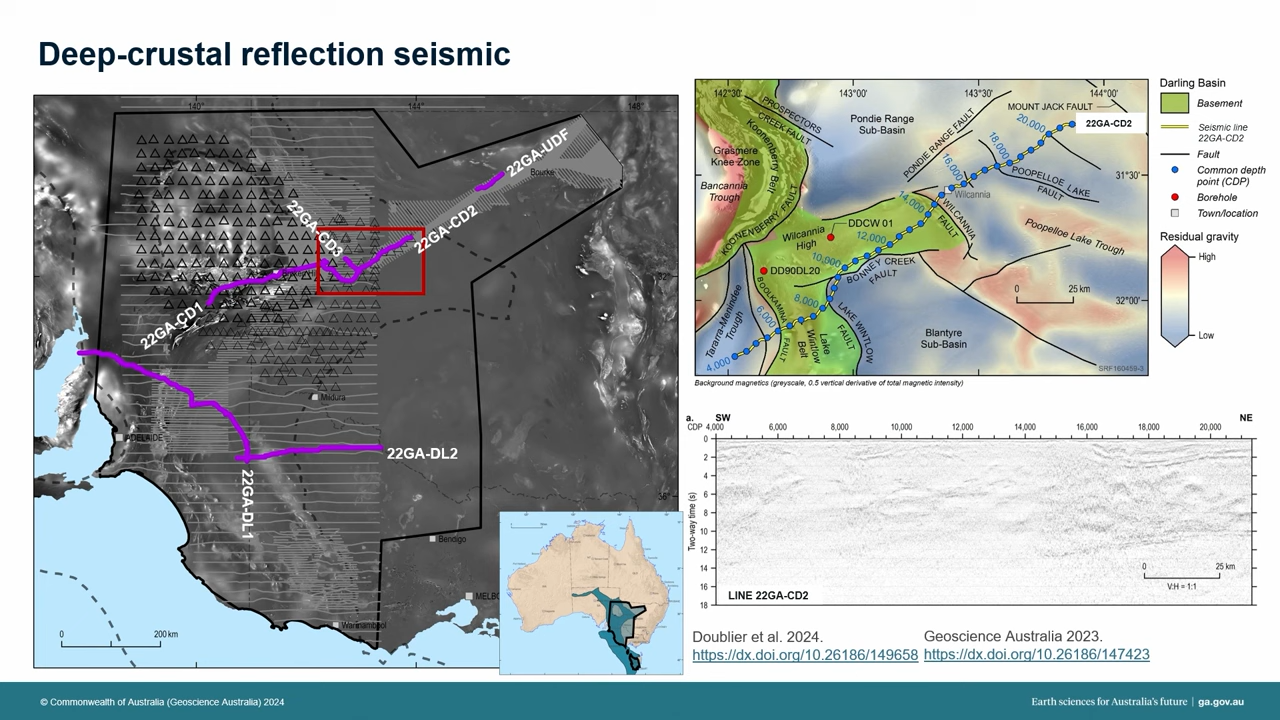 Deep-crustal reflection seismic
140°
144°
148°
22GA-UDF
Bourke
22GA-CD2
22GA-CD3
22GA-CD1
32°
Mildura
ADELAIDE
22GA-DL2
22GA-DL1
36°
Bendigo
MELBO
Warrnambool
0
200 km
142°30'
143°00'
143°30'
144°00'
PROSPECTORS
CREEK FAULT
Pondie Range
Sub-Basin
MOUNT JACK FAULT
22GA-CD2
20,000
18,000
16,000
14,000
12,000
10,000
8,000
6,000
4,000
Koonenberry Belt
Grasmere
Knee Zone
Bancannia
Trough
PONDIE RANGE FAULT
POOPELLOE LAKE
FAULT
31°30'
Wilcannia
WILCANNIA
FAULT
KOONENBERRY FAULT
Wilcannia
High
DDCW 01
Poopelloe Lake Trough
DD90DL20
BONNEY CREEK
FAULT
BOOLKAMINE
FAULT
Tararra-Menindee
Trough
Lake
Wintlow
Belt
LAKE WINTLOW
FAULT
Blantyre
Sub-Basin
0
25 km
32°00'
SRF160459-3
Background magnetics (greyscale, 0.5 vertical derivative of total magnetic intensity)
Darling Basin
Basement
Seismic line
22GA-CD2
Fault
Common depth
point (CDP)
Borehole
Town/location
Residual gravity
High
Low
a.
SW
NE
CDP 4,000
6,000
8,000
10,000
12,000
14,000
16,000
18,000
20,000
Two-way time (s)
0
2
4
6
8
10
12
14
16
18
0
25 km
V:H = 1:1
LINE 22GA-CD2
Doublier et al. 2024.
https://dx.doi.org/10.26186/149658
Geoscience Australia 2023.
https://dx.doi.org/10.26186/147423
© Commonwealth of Australia (Geoscience Australia) 2024
Earth sciences for Australia's future | ga.gov.au